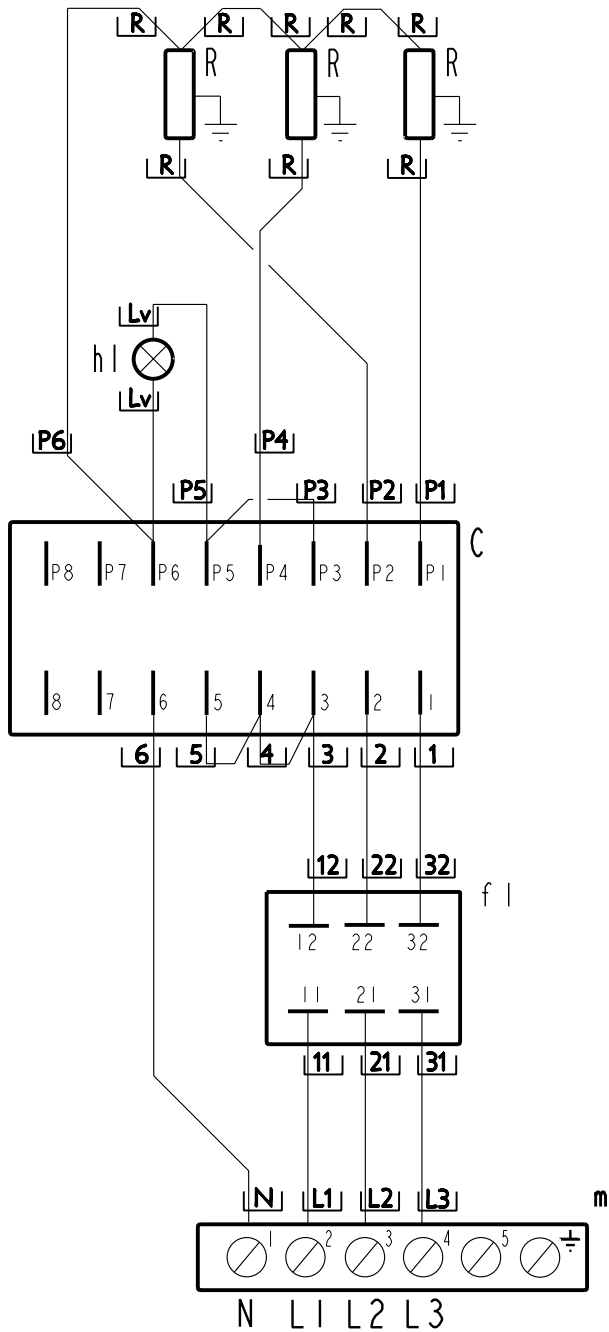 R R R R R
R R R
R R R
Lv
h1
Lv
P6 P4
P5 P3 P2 P1
C
P8 P7 P6 P5 P4 P3 P2 P1
8 7 6 5 4 3 2 1
6 5 4 3 2 1
12 22 32
f1
12 22 32
11 21 31
11 21 31
N L1 L2 L3 m
1 2 3 4 5
N L1 L2 L3